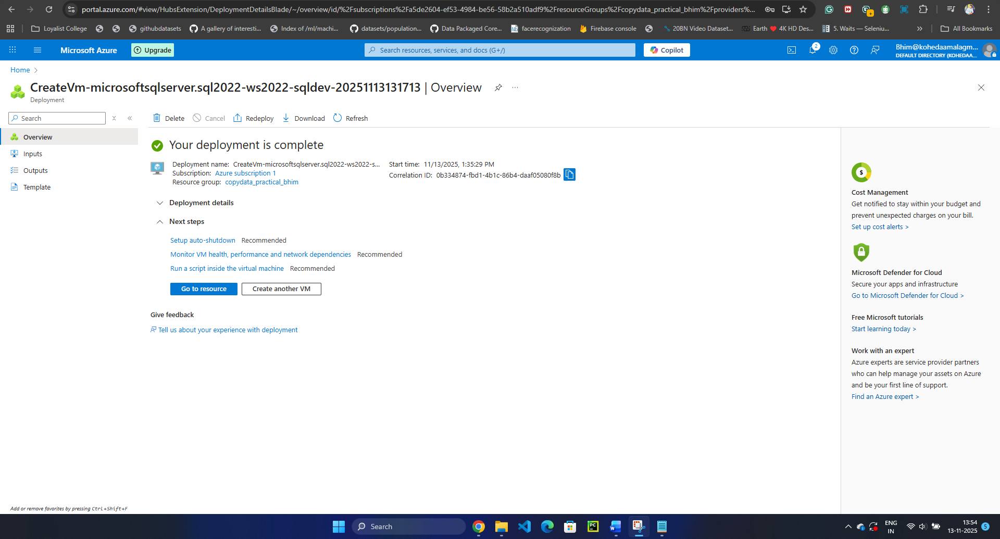 portal.azure.com/#view/HubsExtension/DeploymentDetailsBlade/~/overview/id/%2Fsubscriptions%2Fa5de2604-ef53-4984-be56-58b2a510adf9%2FresourceGroups%2Fcopydata_practical_bhim%2Fproviders%...
Loyalist College
githubdatasets
A gallery of interesti...
Index of /ml/machi...
datasets/population...
Data Packaged Core...
facerecognization
Firebase console
20BN Video Dataset...
Earth ❤ 4K HD Des...
5. Waits — Seleniu...
»
All Bookmarks
Microsoft Azure
Upgrade
Search resources, services, and docs (G+/)
Copilot
2
Bhim@kohedaamalagm...
DEFAULT DIRECTORY (KOHEDAA...
Home >
CreateVm-microsoftsqlserver.sql2022-ws2022-sqldev-20251113131713 | Overview
...
Deployment
Search
«
Delete
Cancel
Redeploy
Download
Refresh
Overview
Inputs
Outputs
Template
Your deployment is complete
Deployment name: CreateVm-microsoftsqlserver.sql2022-ws2022-s...
Subscription: Azure subscription 1
Resource group: copydata_practical_bhim
Start time: 11/13/2025, 1:35:29 PM
Correlation ID: 0b334874-fbd1-4b1c-86b4-daaf05080f8b
Deployment details
Next steps
Setup auto-shutdown Recommended
Monitor VM health, performance and network dependencies Recommended
Run a script inside the virtual machine Recommended
Go to resource
Create another VM
Give feedback
Tell us about your experience with deployment
$
Cost Management
Get notified to stay within your budget and
prevent unexpected charges on your bill.
Set up cost alerts >
Microsoft Defender for Cloud
Secure your apps and infrastructure
Go to Microsoft Defender for Cloud >
Free Microsoft tutorials
Start learning today >
Work with an expert
Azure experts are service provider partners
who can help manage your assets on Azure
and be your first line of support.
Find an Azure expert >
Add or remove favorites by pressing Ctrl+Shift+F
Search
PC
W
ENG
IN
13:54
13-11-2025
5